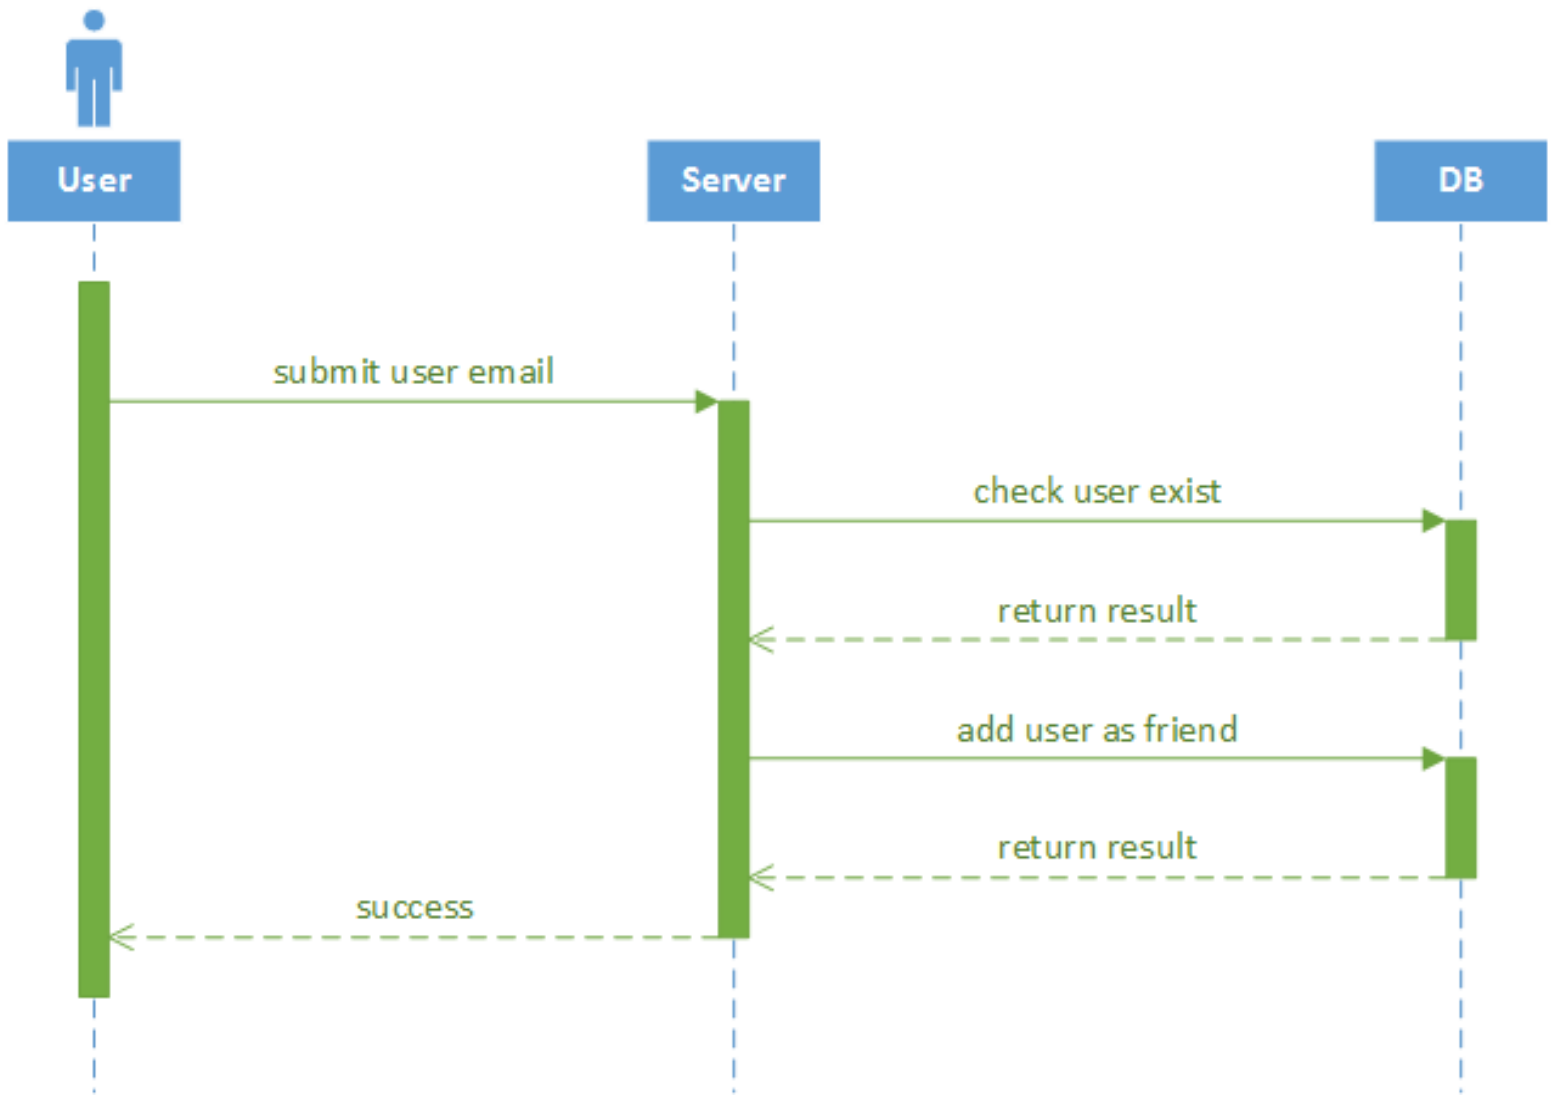 User
Server
DB
submit user email
check user exist
return result
add user as friend
return result
success